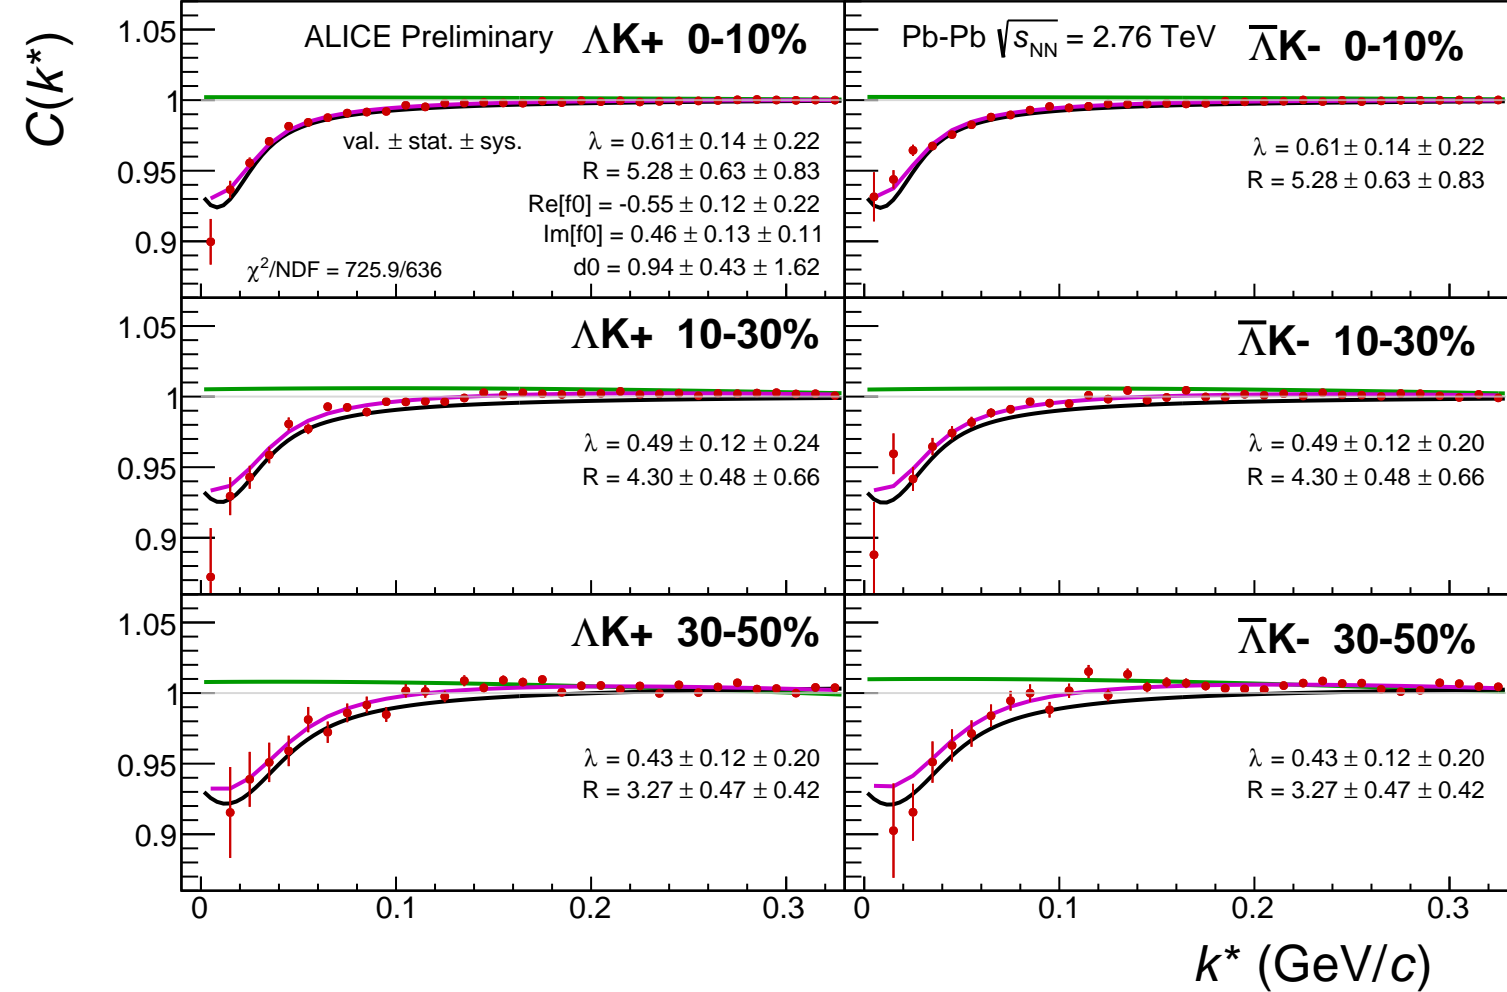 C(k*)
ALICE Preliminary ΛK+ 0-10%
1.05
1
0.95
0.9
val. ± stat. ± sys.
λ = 0.61± 0.14 ± 0.22
R = 5.28 ± 0.63 ± 0.83
Re[f0] = -0.55 ± 0.12 ± 0.22
Im[f0] = 0.46 ± 0.13 ± 0.11
d0 = 0.94 ± 0.43 ± 1.62
χ²/NDF = 725.9/636
Pb-Pb √s_NN = 2.76 TeV Λ̅K- 0-10%
λ = 0.61± 0.14 ± 0.22
R = 5.28 ± 0.63 ± 0.83
ΛK+ 10-30%
1.05
1
0.95
0.9
λ = 0.49 ± 0.12 ± 0.24
R = 4.30 ± 0.48 ± 0.66
Λ̅K- 10-30%
λ = 0.49 ± 0.12 ± 0.20
R = 4.30 ± 0.48 ± 0.66
ΛK+ 30-50%
1.05
1
0.95
0.9
λ = 0.43 ± 0.12 ± 0.20
R = 3.27 ± 0.47 ± 0.42
Λ̅K- 30-50%
λ = 0.43 ± 0.12 ± 0.20
R = 3.27 ± 0.47 ± 0.42
0 0.1 0.2 0.3
0 0.1 0.2 0.3
k* (GeV/c)